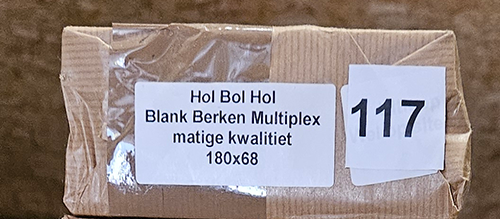 Hol Bol Hol
Blank Berken Multiplex
matige kwalitiet
180x68
117